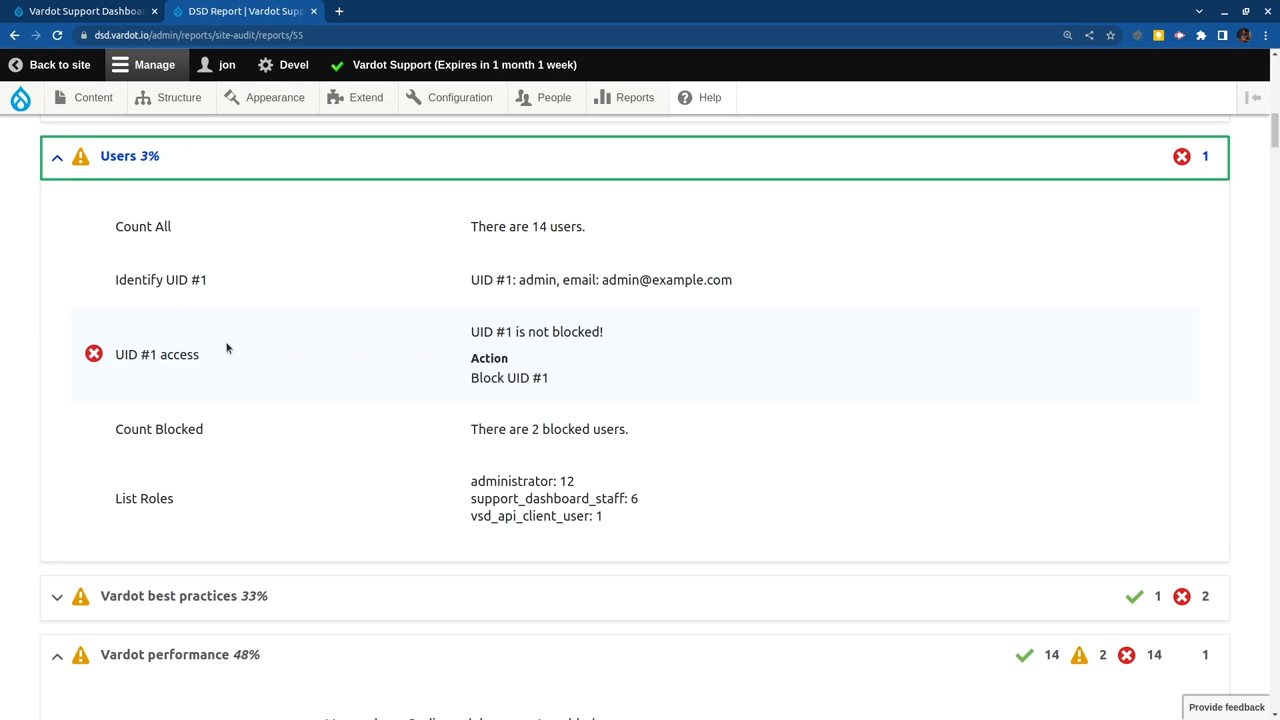 Vardot Support Dashboa
DSD Report | Vardot Supp
dsd.vardot.io/admin/reports/site-audit/reports/55
Back to site
Manage
jon
Devel
Vardot Support (Expires in 1 month 1 week)
Content
Structure
Appearance
Extend
Configuration
People
Reports
Help
Users 3%
1
Count All
There are 14 users.
Identify UID #1
UID #1: admin, email: admin@example.com
UID #1 access
UID #1 is not blocked!
Action
Block UID #1
Count Blocked
There are 2 blocked users.
List Roles
administrator: 12
support_dashboard_staff: 6
vsd_api_client_user: 1
Vardot best practices 33%
1
2
Vardot performance 48%
14
2
14
1
Provide feedback